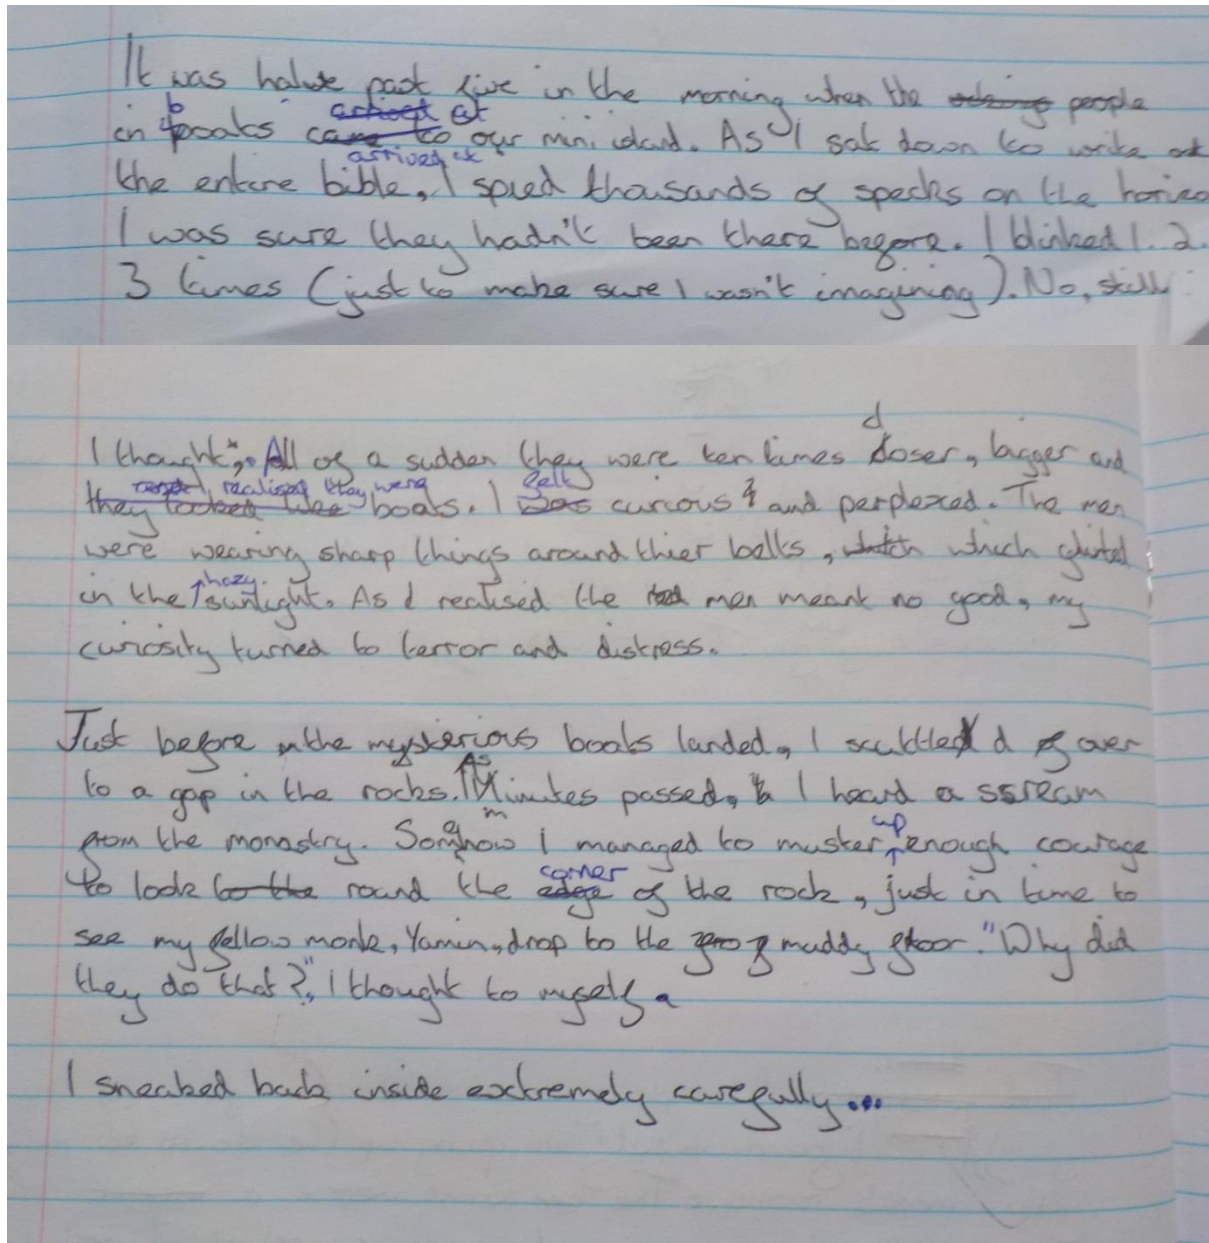 It was halve past five in the morning when the people
in boats arrived at our mini island. As I sat down to write out
the entire bible, I spied thousands of specks on the horizo
I was sure they hadn't been there before. I blinked 1. 2.
3 times (just to make sure I wasn't imagining). No, still
I thought". All of a sudden they were ten times closer, bigger and
I realised they were boats. I felt curious and perplexed. The men
were wearing sharp things around thier belts, which glinted
in the hazy sunlight. As I realised the men meant no good, my
curiosity turned to terror and distress.
Just before the mysterious boats landed, I scuttled over
to a gap in the rocks. As minutes passed, I heard a scream
from the monastry. Somehow I managed to muster up enough courage
to look round the corner of the rock, just in time to
see my fellow monk, Yamin, drop to the muddy floor. "Why did
they do that?", I thought to myself.
I sneaked back inside extremely carefully...